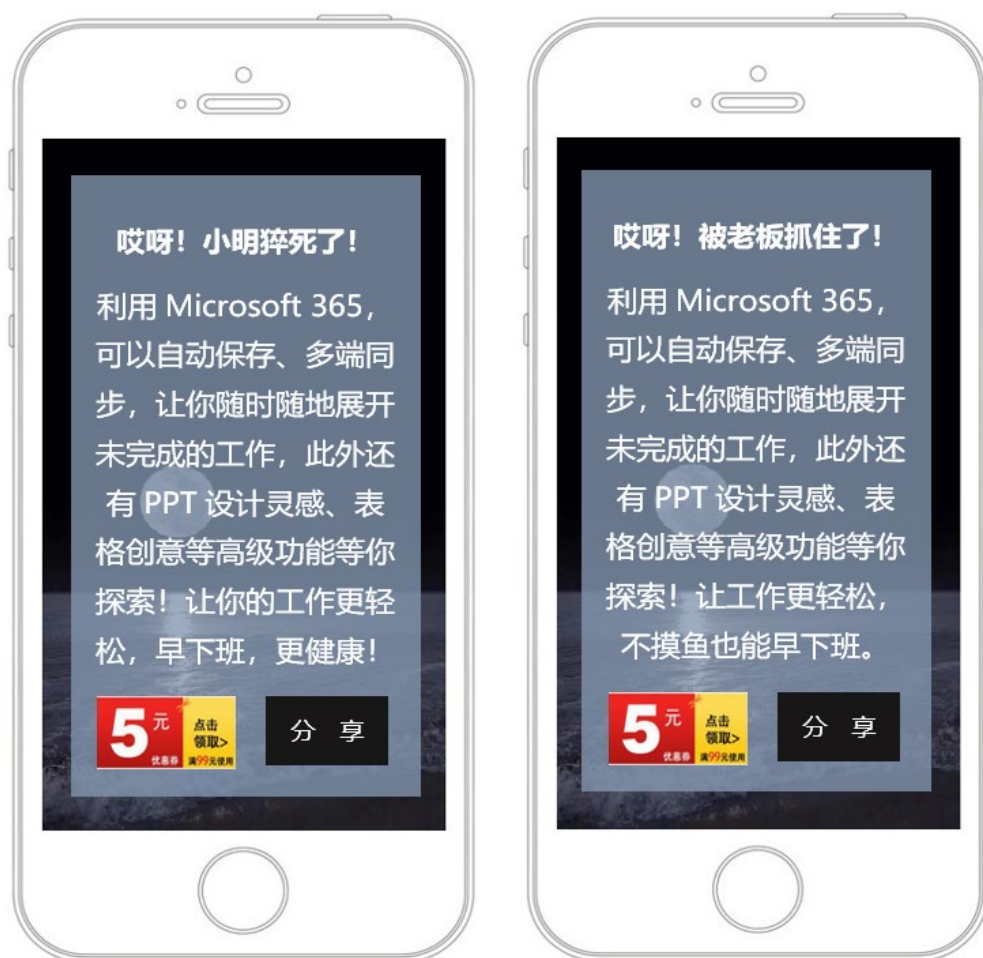 哎呀！小明猝死了！
利用 Microsoft 365，
可以自动保存、多端同
步，让你随时随地展开
未完成的工作，此外还
有 PPT 设计灵感、表
格创意等高级功能等你
探索！让你的工作更轻
松，早下班，更健康！
5元
优惠券
点击
领取>
满99元使用
分 享
哎呀！被老板抓住了！
利用 Microsoft 365，
可以自动保存、多端同
步，让你随时随地展开
未完成的工作，此外还
有 PPT 设计灵感、表
格创意等高级功能等你
探索！让工作更轻松，
不摸鱼也能早下班。
5元
优惠券
点击
领取>
满99元使用
分 享